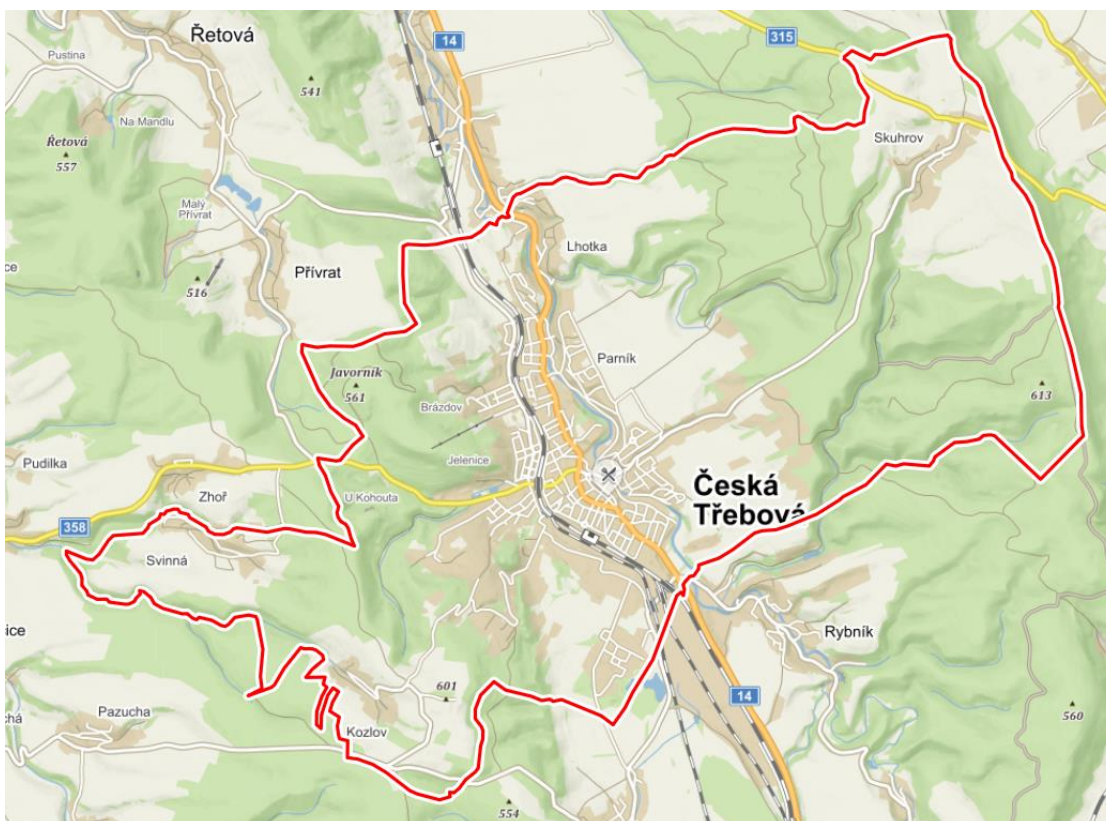 Řetová
14
315
Pustina
541
Na Mandlu
Řetová
557
Skuhrov
Malý
Přívrat
Lhotka
Přívrat
516
Parník
Javorník
561
613
Brázdov
Jelenice
Pudilka
Zhoř
U Kohouta
Česká
Třebová
358
Svinná
Rybník
601
14
Pazucha
Kozlov
560
554